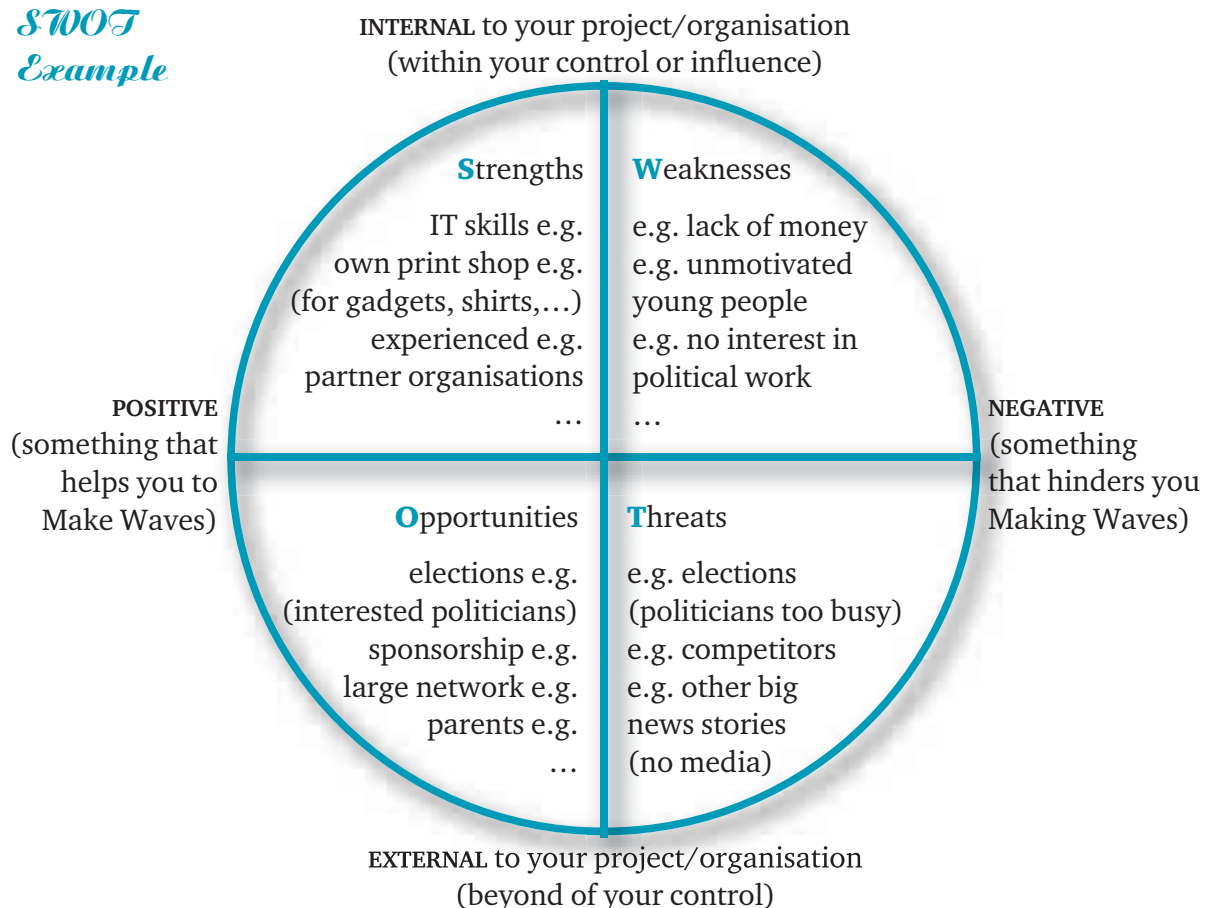 SWOT
Example
INTERNAL to your project/organisation
(within your control or influence)
Strengths
IT skills e.g.
own print shop e.g.
(for gadgets, shirts,…)
experienced e.g.
partner organisations
…
Weaknesses
e.g. lack of money
e.g. unmotivated
young people
e.g. no interest in
political work
…
POSITIVE
(something that
helps you to
Make Waves)
NEGATIVE
(something
that hinders you
Making Waves)
Opportunities
elections e.g.
(interested politicians)
sponsorship e.g.
large network e.g.
parents e.g.
…
Threats
e.g. elections
(politicians too busy)
e.g. competitors
e.g. other big
news stories
(no media)
EXTERNAL to your project/organisation
(beyond of your control)